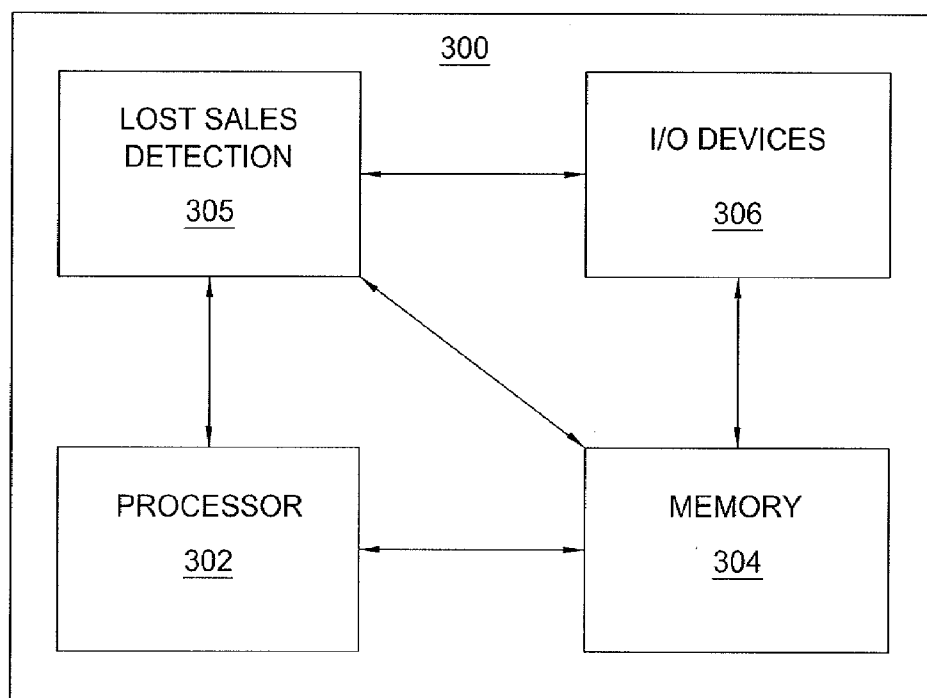 300
LOST SALES
DETECTION
305
I/O DEVICES
306
PROCESSOR
302
MEMORY
304